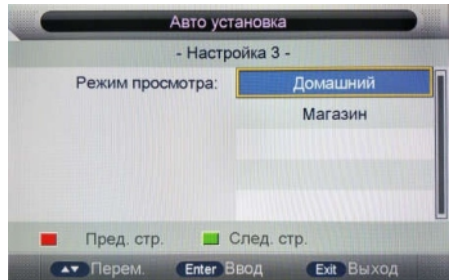 Авто установка
- Настройка 3 -
Режим просмотра: Домашний
Магазин
Пред. стр. След. стр.
▲▼ Перем. Enter Ввод Exit Выход